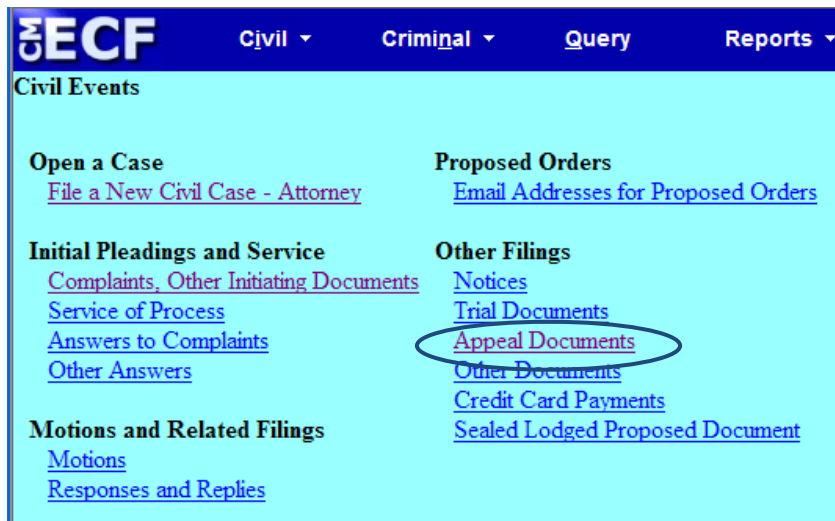 CM ECF Civil Criminal Query Reports
Civil Events
Open a Case
File a New Civil Case - Attorney
Initial Pleadings and Service
Complaints, Other Initiating Documents
Service of Process
Answers to Complaints
Other Answers
Motions and Related Filings
Motions
Responses and Replies
Proposed Orders
Email Addresses for Proposed Orders
Other Filings
Notices
Trial Documents
Appeal Documents
Other Documents
Credit Card Payments
Sealed Lodged Proposed Document